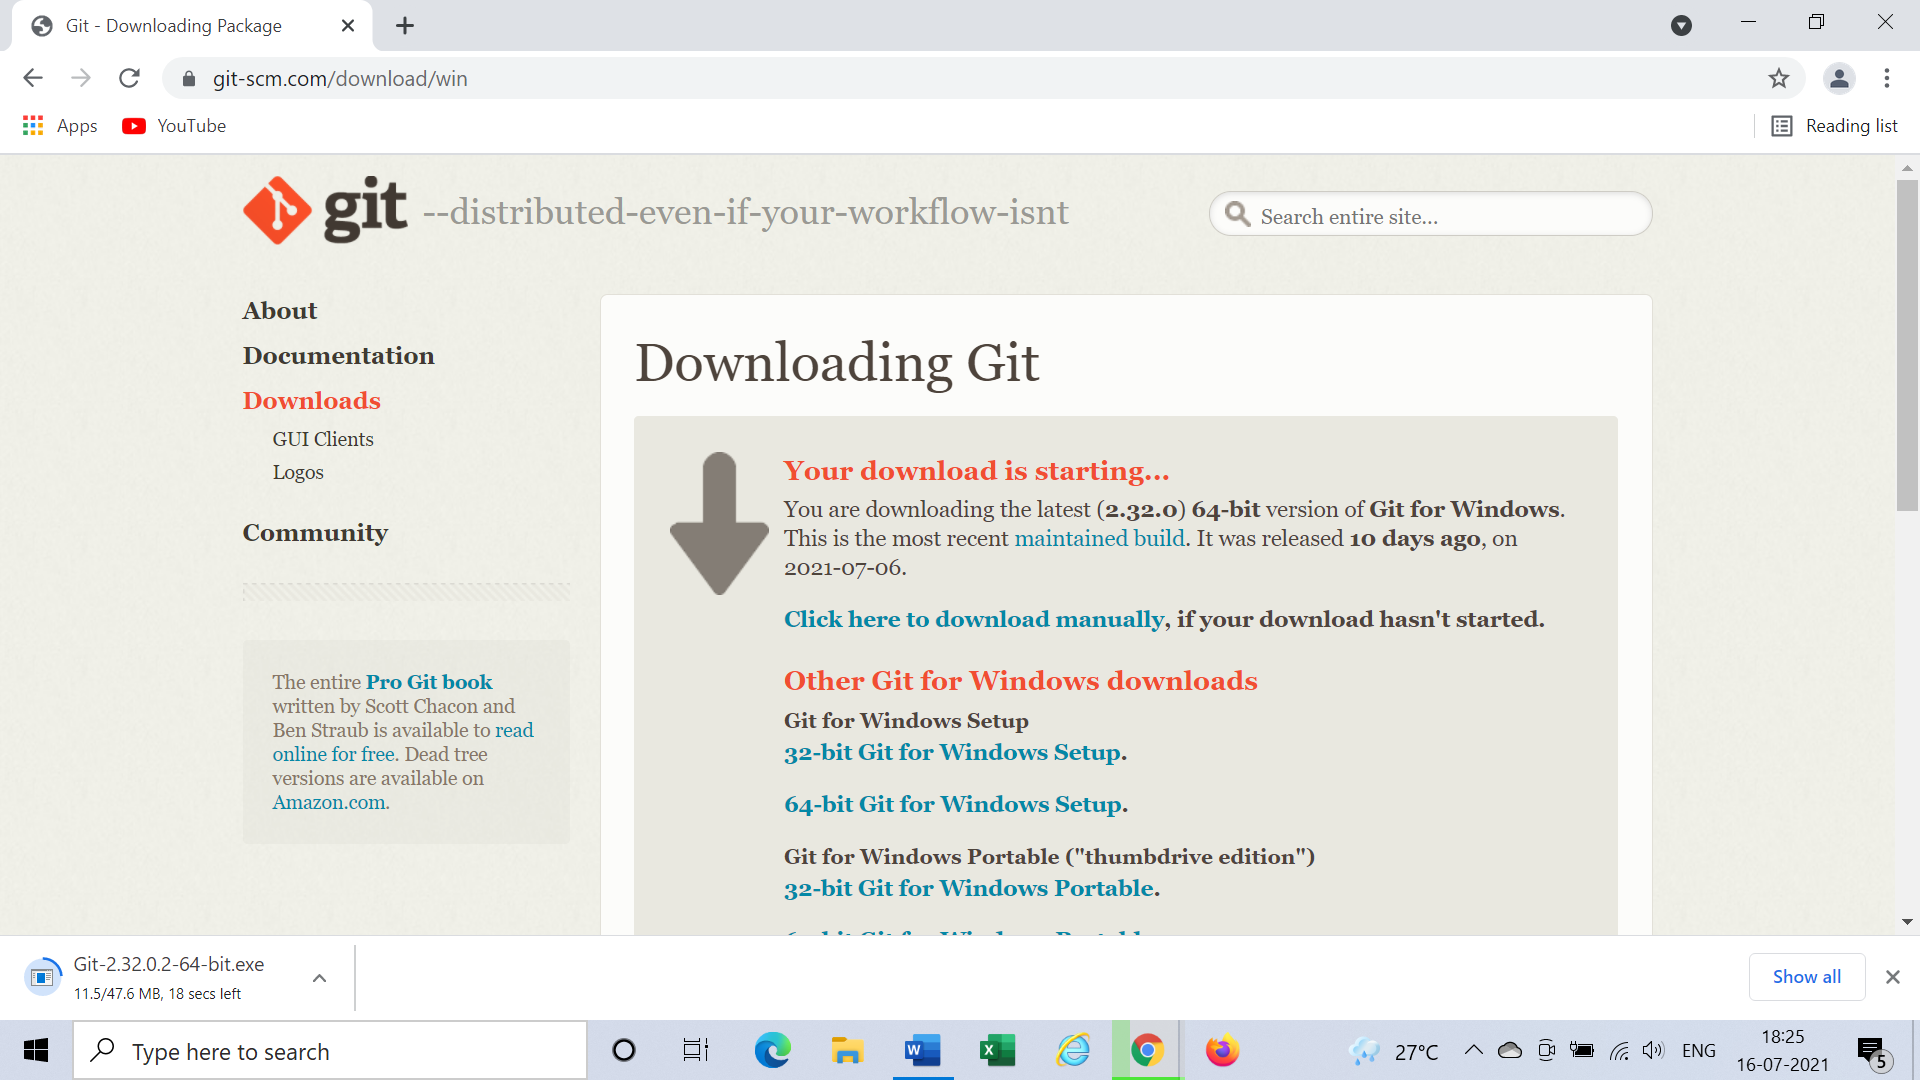 Git - Downloading Package
git-scm.com/download/win
Apps
YouTube
Reading list
git --distributed-even-if-your-workflow-isnt
Search entire site...
About
Documentation
Downloads
GUI Clients
Logos
Community
The entire Pro Git book
written by Scott Chacon and
Ben Straub is available to read
online for free. Dead tree
versions are available on
Amazon.com.
Downloading Git
Your download is starting...
You are downloading the latest (2.32.0) 64-bit version of Git for Windows.
This is the most recent maintained build. It was released 10 days ago, on
2021-07-06.
Click here to download manually, if your download hasn't started.
Other Git for Windows downloads
Git for Windows Setup
32-bit Git for Windows Setup.
64-bit Git for Windows Setup.
Git for Windows Portable ("thumbdrive edition")
32-bit Git for Windows Portable.
Git-2.32.0.2-64-bit.exe
11.5/47.6 MB, 18 secs left
Show all
Type here to search
27°C
ENG
18:25
16-07-2021
5